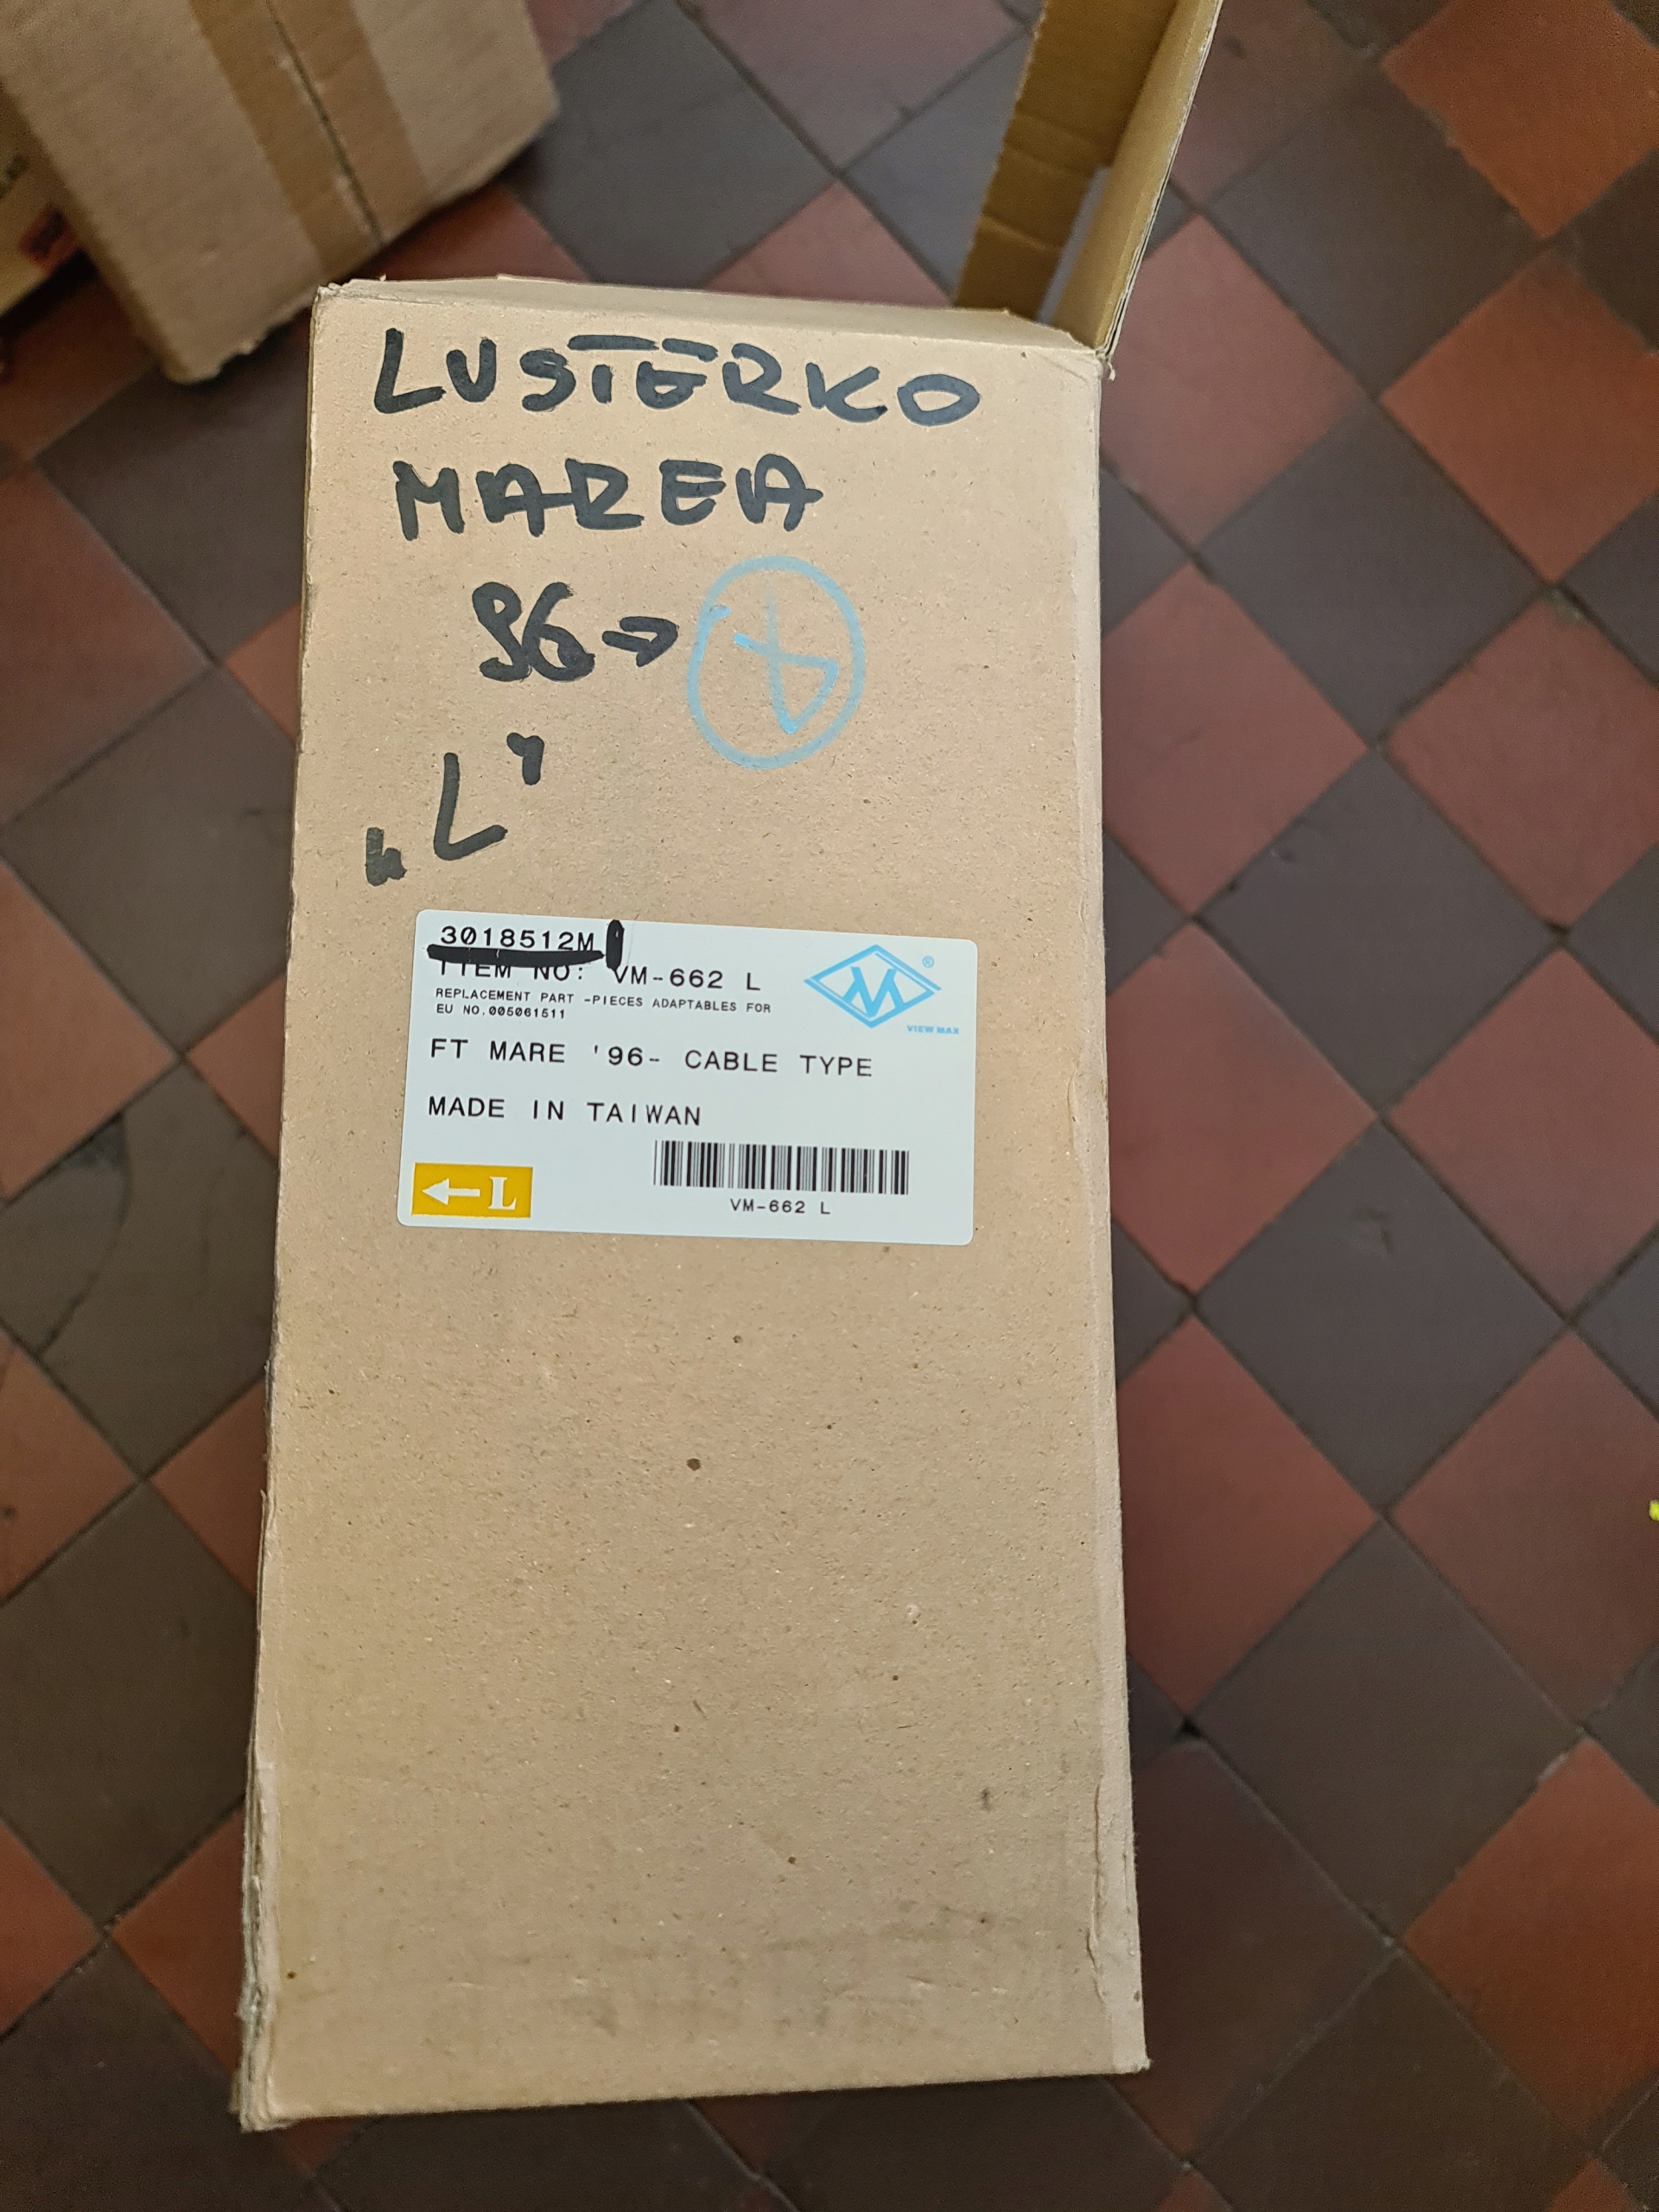 LUSTERKO
MAREA
96 ⇒
„L”
3018512M
ITEM NO: VM-662 L
REPLACEMENT PART -PIECES ADAPTABLES FOR
EU NO.005061511
®
VIEW MAX
FT MARE '96- CABLE TYPE
MADE IN TAIWAN
←L
VM-662 L